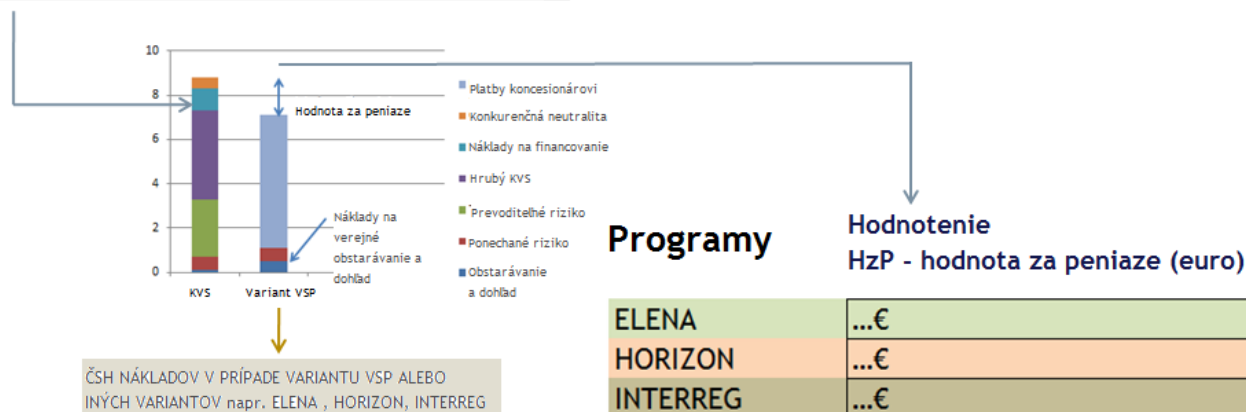 10
8
6
4
2
0
Hodnota za peniaze
Náklady na
verejné
obstarávanie a
dohľad
KVS
Variant VSP
Platby koncesionárovi
Konkurenčná neutralita
Náklady na financovanie
Hrubý KVS
Prevoditeľné riziko
Ponechané riziko
Obstarávanie
a dohľad
ČSH NÁKLADOV V PRÍPADE VARIANTU VSP ALEBO
INÝCH VARIANTOV napr. ELENA , HORIZON, INTERREG
Programy
Hodnotenie
HzP - hodnota za peniaze (euro)
ELENA ...€
HORIZON ...€
INTERREG ...€